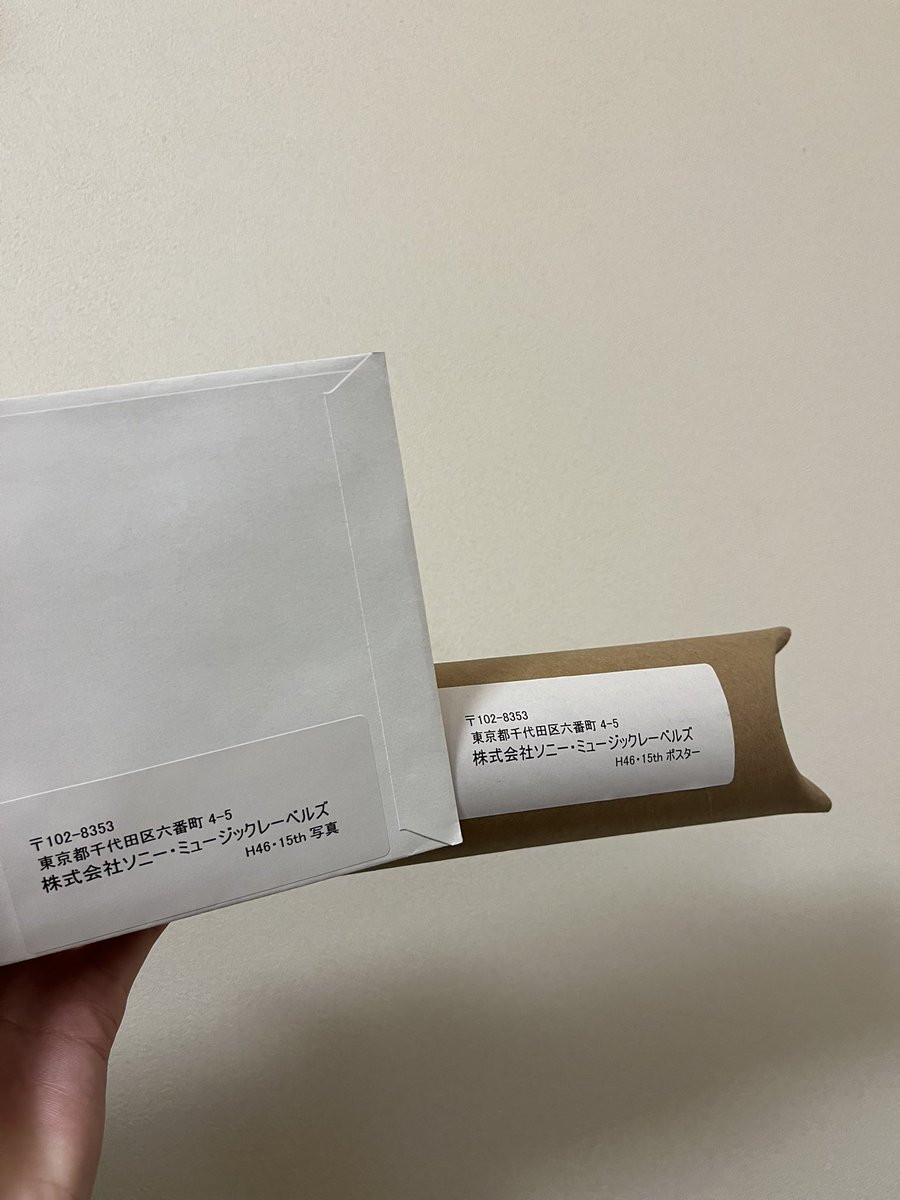 〒102-8353
東京都千代田区六番町 4-5
株式会社ソニー・ミュージックレーベルズ
H46・15th 写真
〒102-8353
東京都千代田区六番町 4-5
株式会社ソニー・ミュージックレーベルズ
H46・15th ポスター